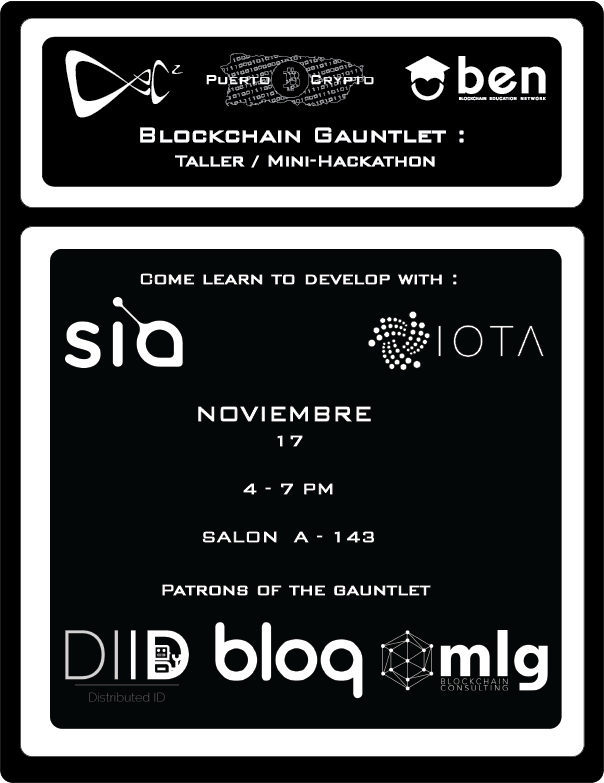 Puerto Crypto
ben
BLOCKCHAIN EDUCATION NETWORK
Blockchain Gauntlet :
Taller / Mini-Hackathon
Come learn to develop with :
sia
IOTA
NOVIEMBRE
17
4 - 7 PM
SALON A - 143
Patrons of the gauntlet
DIID
Distributed ID
bloq
mlg
BLOCKCHAIN
CONSULTING